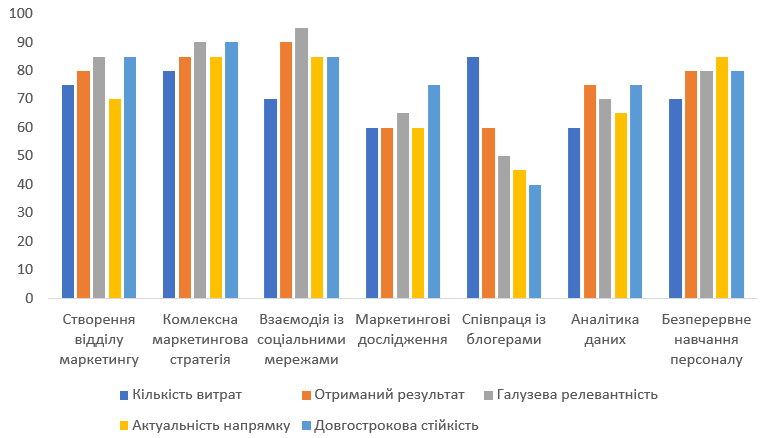 100
90
80
70
60
50
40
30
20
10
0
Створення
відділу
маркетингу
Комлексна
маркетингова
стратегія
Взаємодія із
соціальними
мережами
Маркетингові
дослідження
Співпраця із
блогерами
Аналітика
даних
Безперервне
навчання
персоналу
Кількість витрат
Отриманий результат
Галузева релевантність
Актуальність напрямку
Довгострокова стійкість